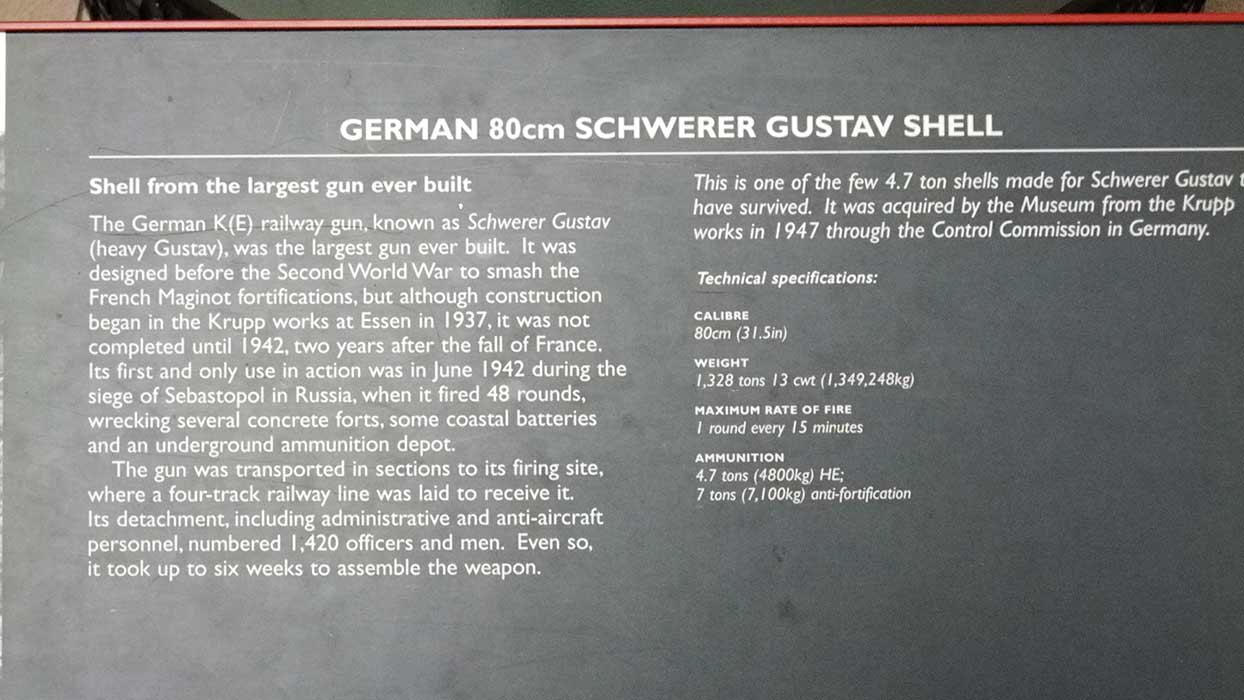 GERMAN 80cm SCHWERER GUSTAV SHELL
Shell from the largest gun ever built
The German K(E) railway gun, known as Schwerer Gustav
(heavy Gustav), was the largest gun ever built. It was
designed before the Second World War to smash the
French Maginot fortifications, but although construction
began in the Krupp works at Essen in 1937, it was not
completed until 1942, two years after the fall of France.
Its first and only use in action was in June 1942 during the
siege of Sebastopol in Russia, when it fired 48 rounds,
wrecking several concrete forts, some coastal batteries
and an underground ammunition depot.
The gun was transported in sections to its firing site,
where a four-track railway line was laid to receive it.
Its detachment, including administrative and anti-aircraft
personnel, numbered 1,420 officers and men. Even so,
it took up to six weeks to assemble the weapon.
This is one of the few 4.7 ton shells made for Schwerer Gustav
have survived. It was acquired by the Museum from the Krupp
works in 1947 through the Control Commission in Germany.
Technical specifications:
CALIBRE
80cm (31.5in)
WEIGHT
1,328 tons 13 cwt (1,349,248kg)
MAXIMUM RATE OF FIRE
1 round every 15 minutes
AMMUNITION
4.7 tons (4800kg) HE;
7 tons (7,100kg) anti-fortification